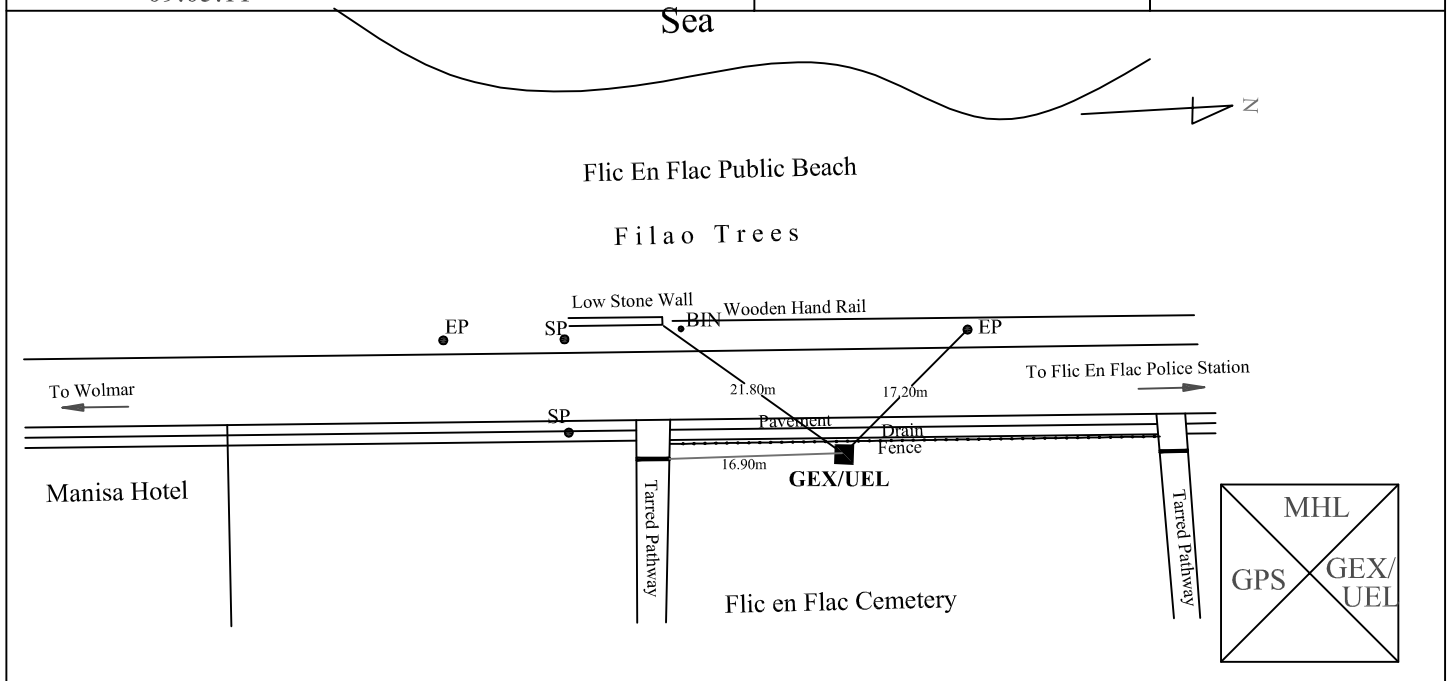 Sea
N
Flic En Flac Public Beach
Filao Trees
Low Stone Wall
Wooden Hand Rail
BIN
EP
SP
EP
To Flic En Flac Police Station
To Wolmar
21.80m
17.20m
SP
Pavement
Drain
Fence
16.90m
GEX/UEL
Manisa Hotel
Tarred Pathway
Tarred Pathway
Flic en Flac Cemetery
MHL
GPS
GEX/
UEL